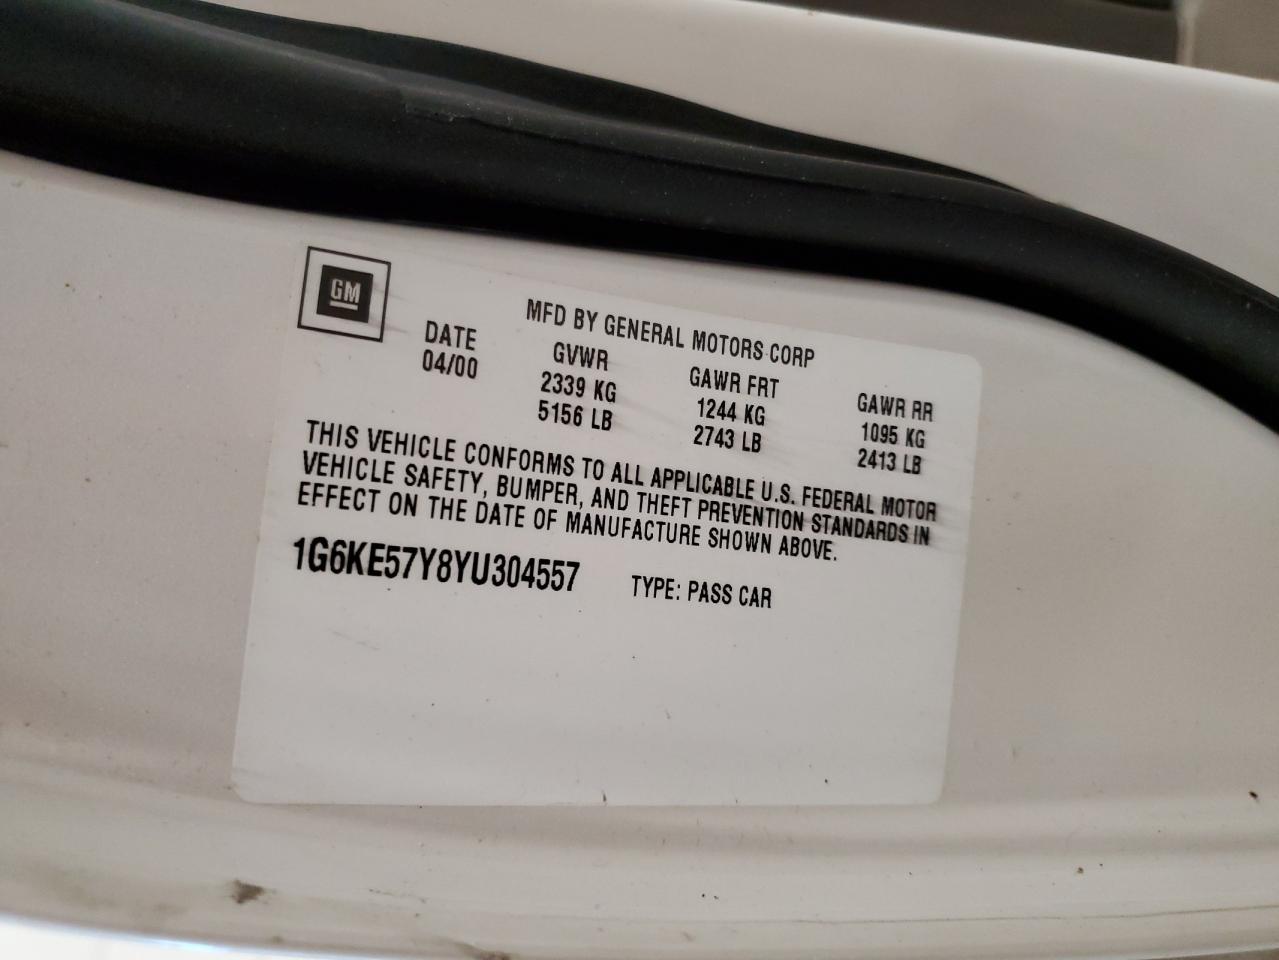 GM
MFD BY GENERAL MOTORS CORP
DATE GVWR GAWR FRT GAWR RR
04/00 2339 KG 1244 KG 1095 KG
5156 LB 2743 LB 2413 LB
THIS VEHICLE CONFORMS TO ALL APPLICABLE U.S. FEDERAL MOTOR
VEHICLE SAFETY, BUMPER, AND THEFT PREVENTION STANDARDS IN
EFFECT ON THE DATE OF MANUFACTURE SHOWN ABOVE.
1G6KE57Y8YU304557 TYPE: PASS CAR